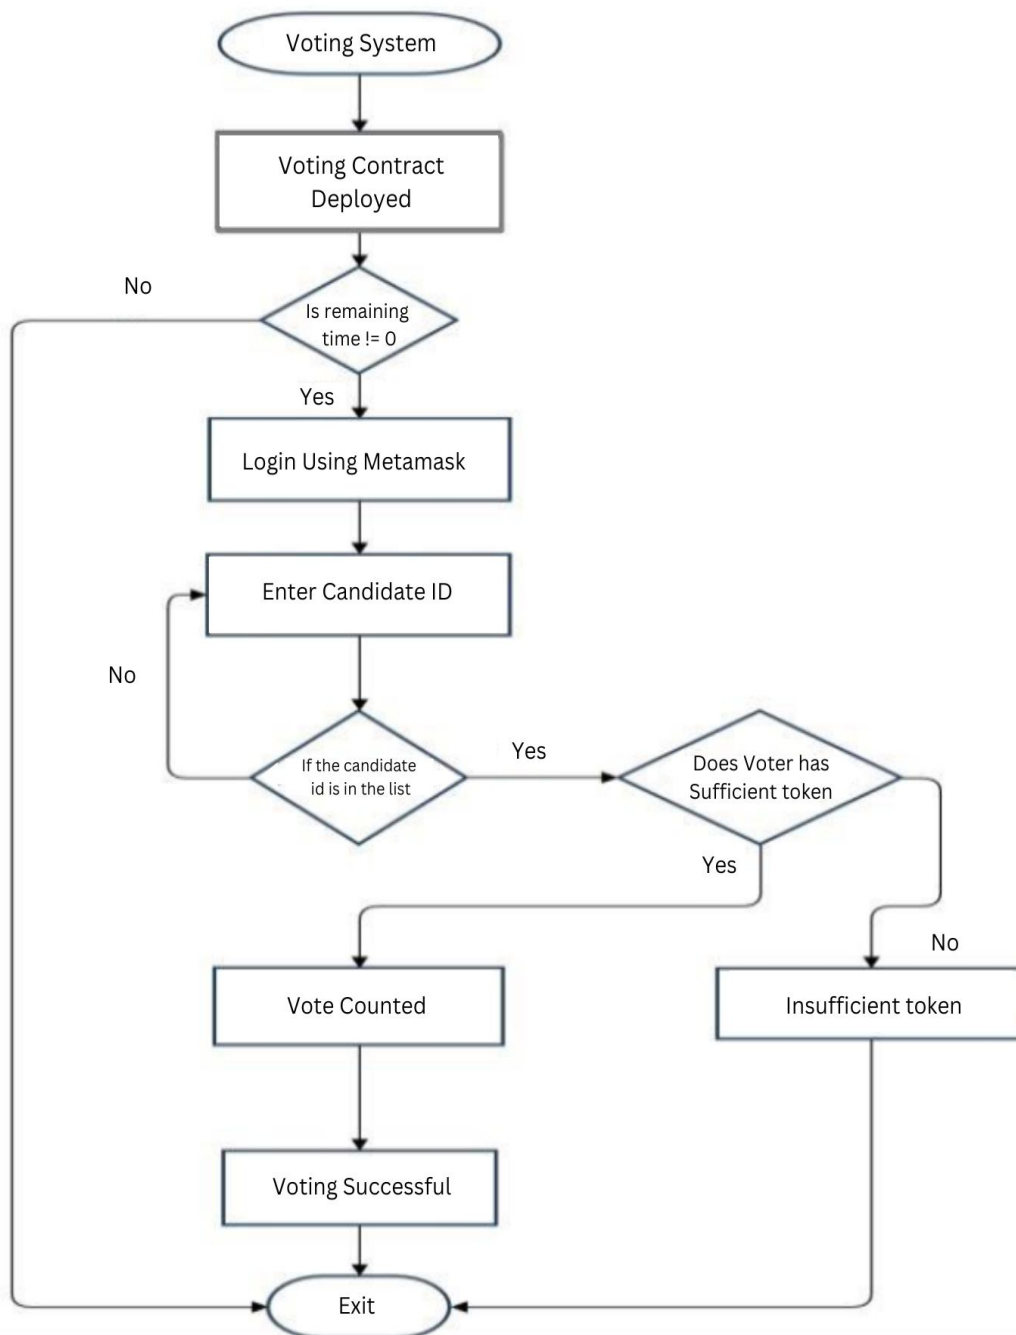 Voting System
Voting Contract
Deployed
No
Is remaining
time != 0
Yes
Login Using Metamask
Enter Candidate ID
No
If the candidate
id is in the list
Yes
Does Voter has
Sufficient token
Yes
No
Vote Counted
Insufficient token
Voting Successful
Exit